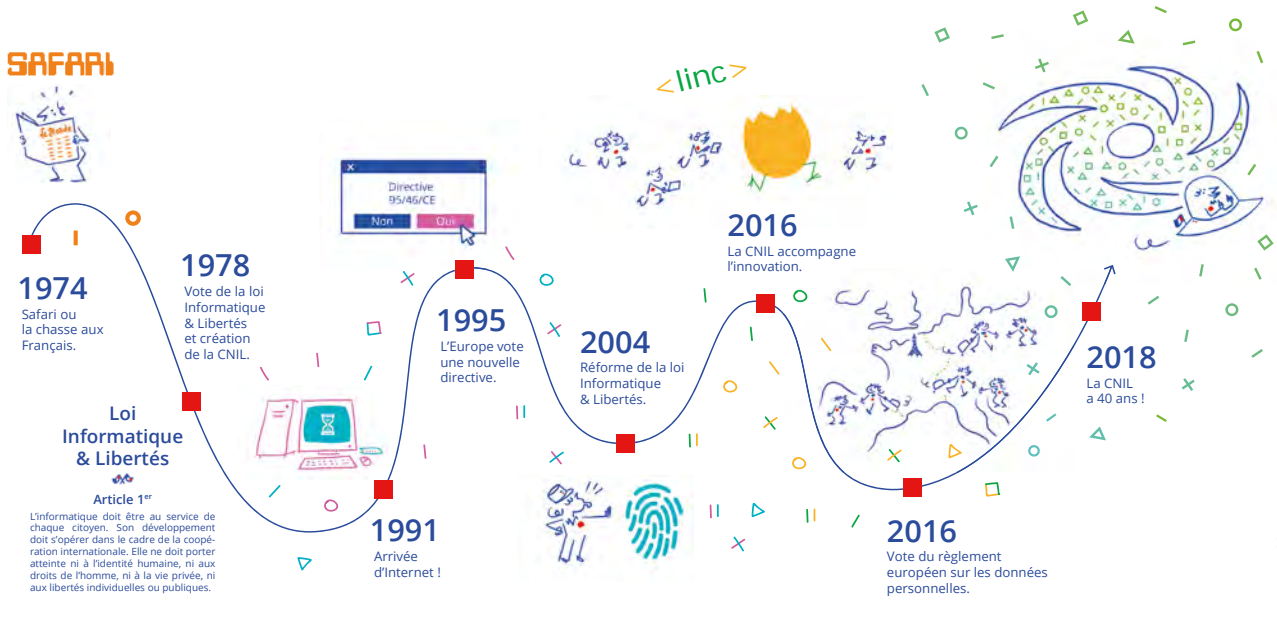 SAFARI
1974
Safari ou
la chasse aux
Français.
1978
Vote de la loi
Informatique
& Libertés
et création
de la CNIL.
Loi
Informatique
& Libertés
Article 1er
L'informatique doit être au service de
chaque citoyen. Son développement
doit s'opérer dans le cadre de la coopé-
ration internationale. Elle ne doit porter
atteinte ni à l'identité humaine, ni aux
droits de l'homme, ni à la vie privée, ni
aux libertés individuelles ou publiques.
1991
Arrivée
d'Internet !
X
Directive
95/46/CE
Non
Oui
1995
L'Europe vote
une nouvelle
directive.
2004
Réforme de la loi
Informatique
& Libertés.
<linc>
2016
La CNIL accompagne
l'innovation.
2016
Vote du règlement
européen sur les données
personnelles.
2018
La CNIL
a 40 ans !